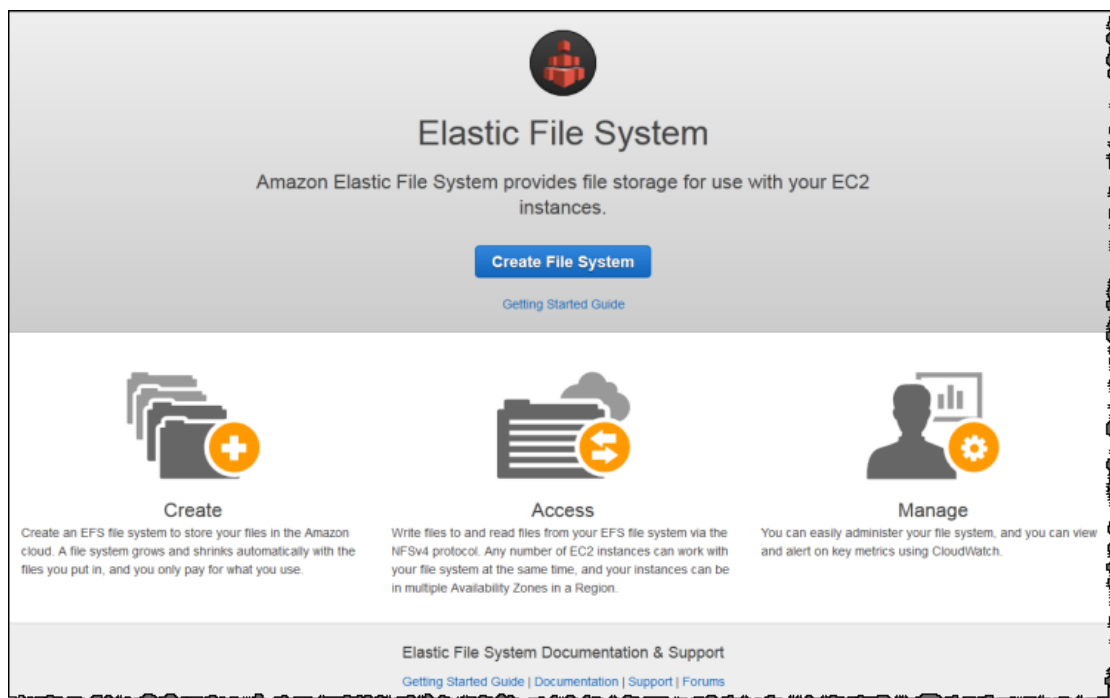 Elastic File System
Amazon Elastic File System provides file storage for use with your EC2
instances.
Create File System
Getting Started Guide
Create
Create an EFS file system to store your files in the Amazon
cloud. A file system grows and shrinks automatically with the
files you put in, and you only pay for what you use.
Access
Write files to and read files from your EFS file system via the
NFSv4 protocol. Any number of EC2 instances can work with
your file system at the same time, and your instances can be
in multiple Availability Zones in a Region.
Manage
You can easily administer your file system, and you can view
and alert on key metrics using CloudWatch.
Elastic File System Documentation & Support
Getting Started Guide | Documentation | Support | Forums